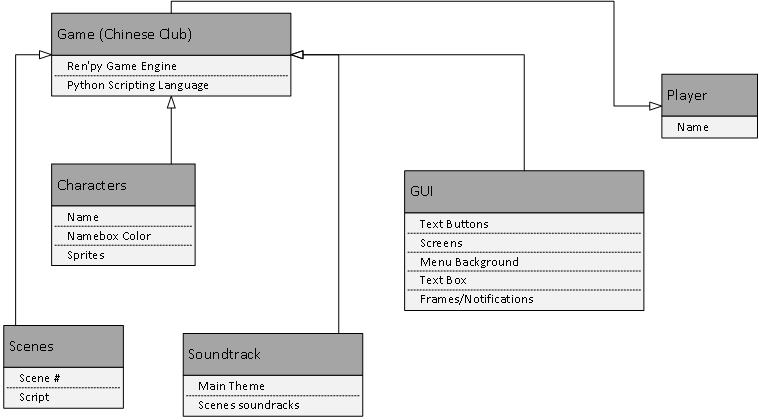 Game (Chinese Club)
Ren'py Game Engine
Python Scripting Language
Player
Name
Characters
Name
Namebox Color
Sprites
GUI
Text Buttons
Screens
Menu Background
Text Box
Frames/Notifications
Scenes
Scene #
Script
Soundtrack
Main Theme
Scenes soundracks